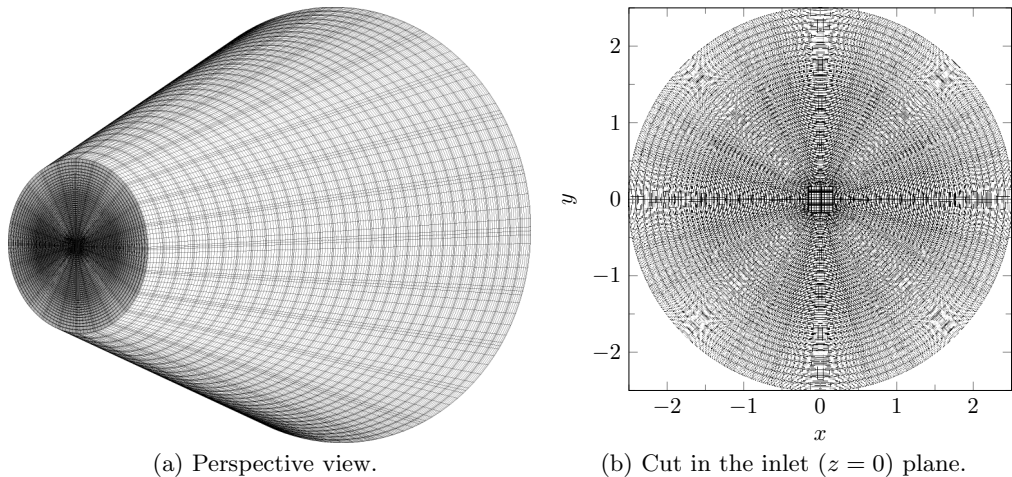 2
1
0
−1
−2
y
−2
−1
0
1
2
x
(a) Perspective view.
(b) Cut in the inlet (z = 0) plane.